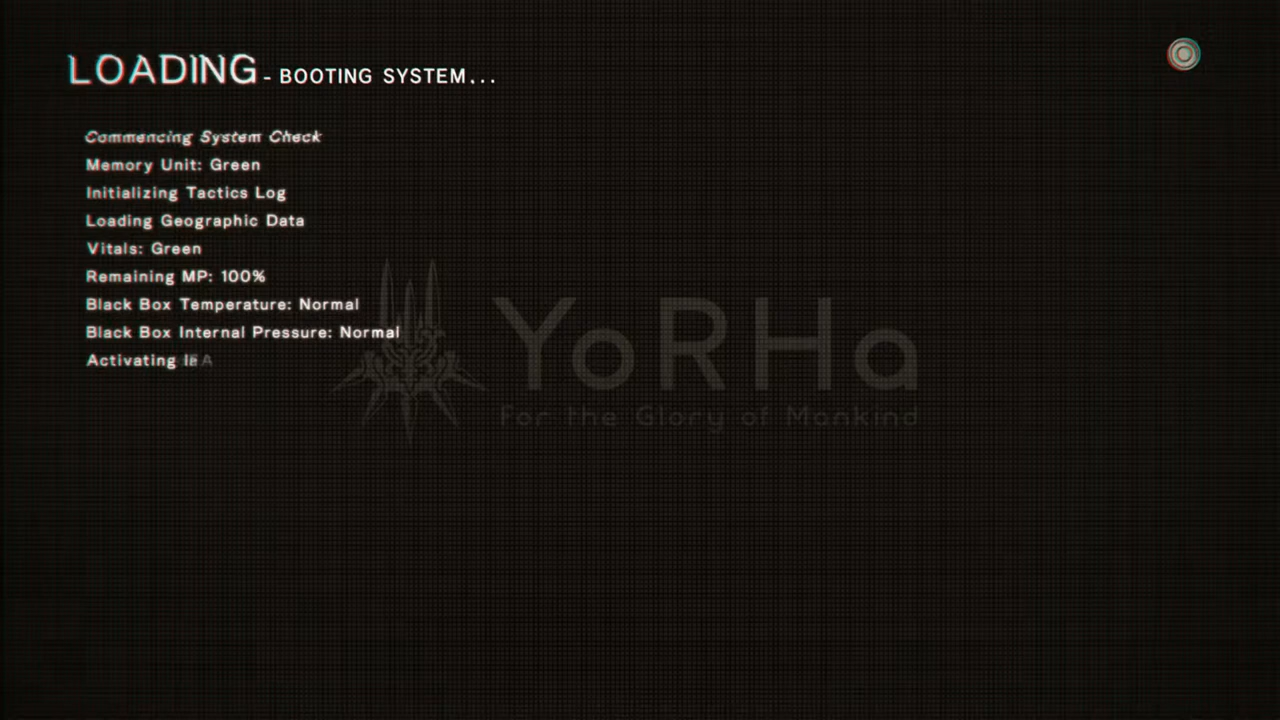 LOADING - BOOTING SYSTEM...
Commencing System Check
Memory Unit: Green
Initializing Tactics Log
Loading Geographic Data
Vitals: Green
Remaining MP: 100%
Black Box Temperature: Normal
Black Box Internal Pressure: Normal
Activating
YoRHa
For the Glory of Mankind